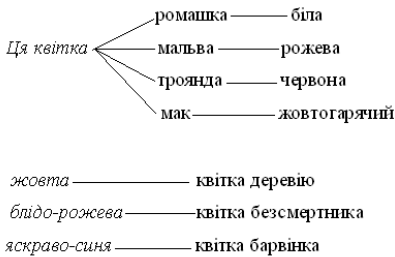 ромашка біла
Ця квітка мальва рожева
троянда червона
мак жовтогарячий
жовта квітка деревію
блідо-рожева квітка безсмертника
яскраво-синя квітка барвінка